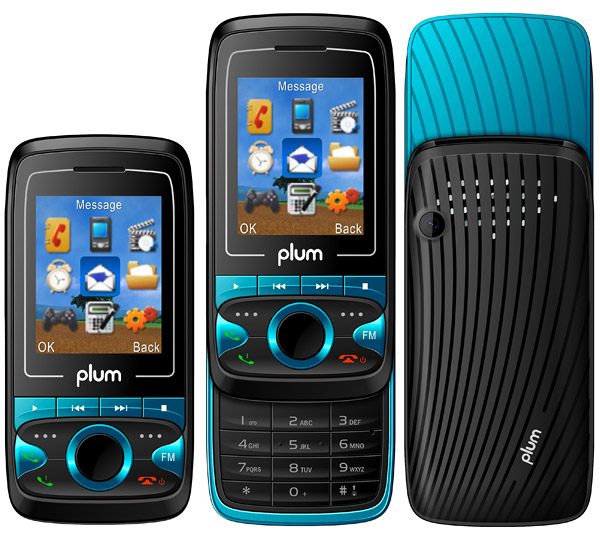 Message
OK Back
plum
FM
Message
OK Back
plum
FM
1
2 ABC 3 DEF
4 GHI 5 JKL 6 MNO
7 PQRS 8 TUV 9 WXYZ
* 0 + #
plum